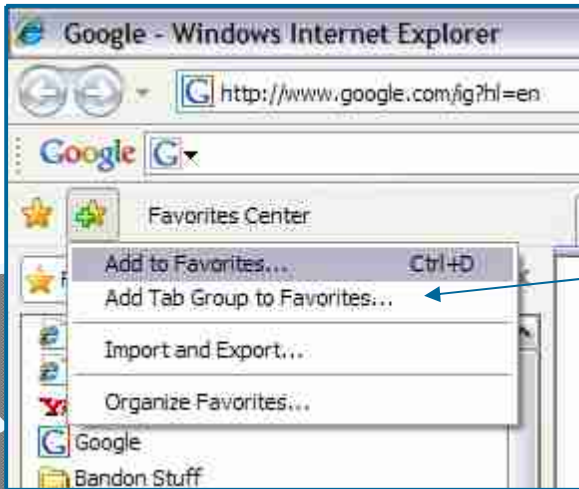 Google - Windows Internet Explorer
http://www.google.com/ig?hl=en
Google G
Favorites Center
Add to Favorites... Ctrl+D
Add Tab Group to Favorites...
Import and Export...
Organize Favorites...
Google
Bandon Stuff